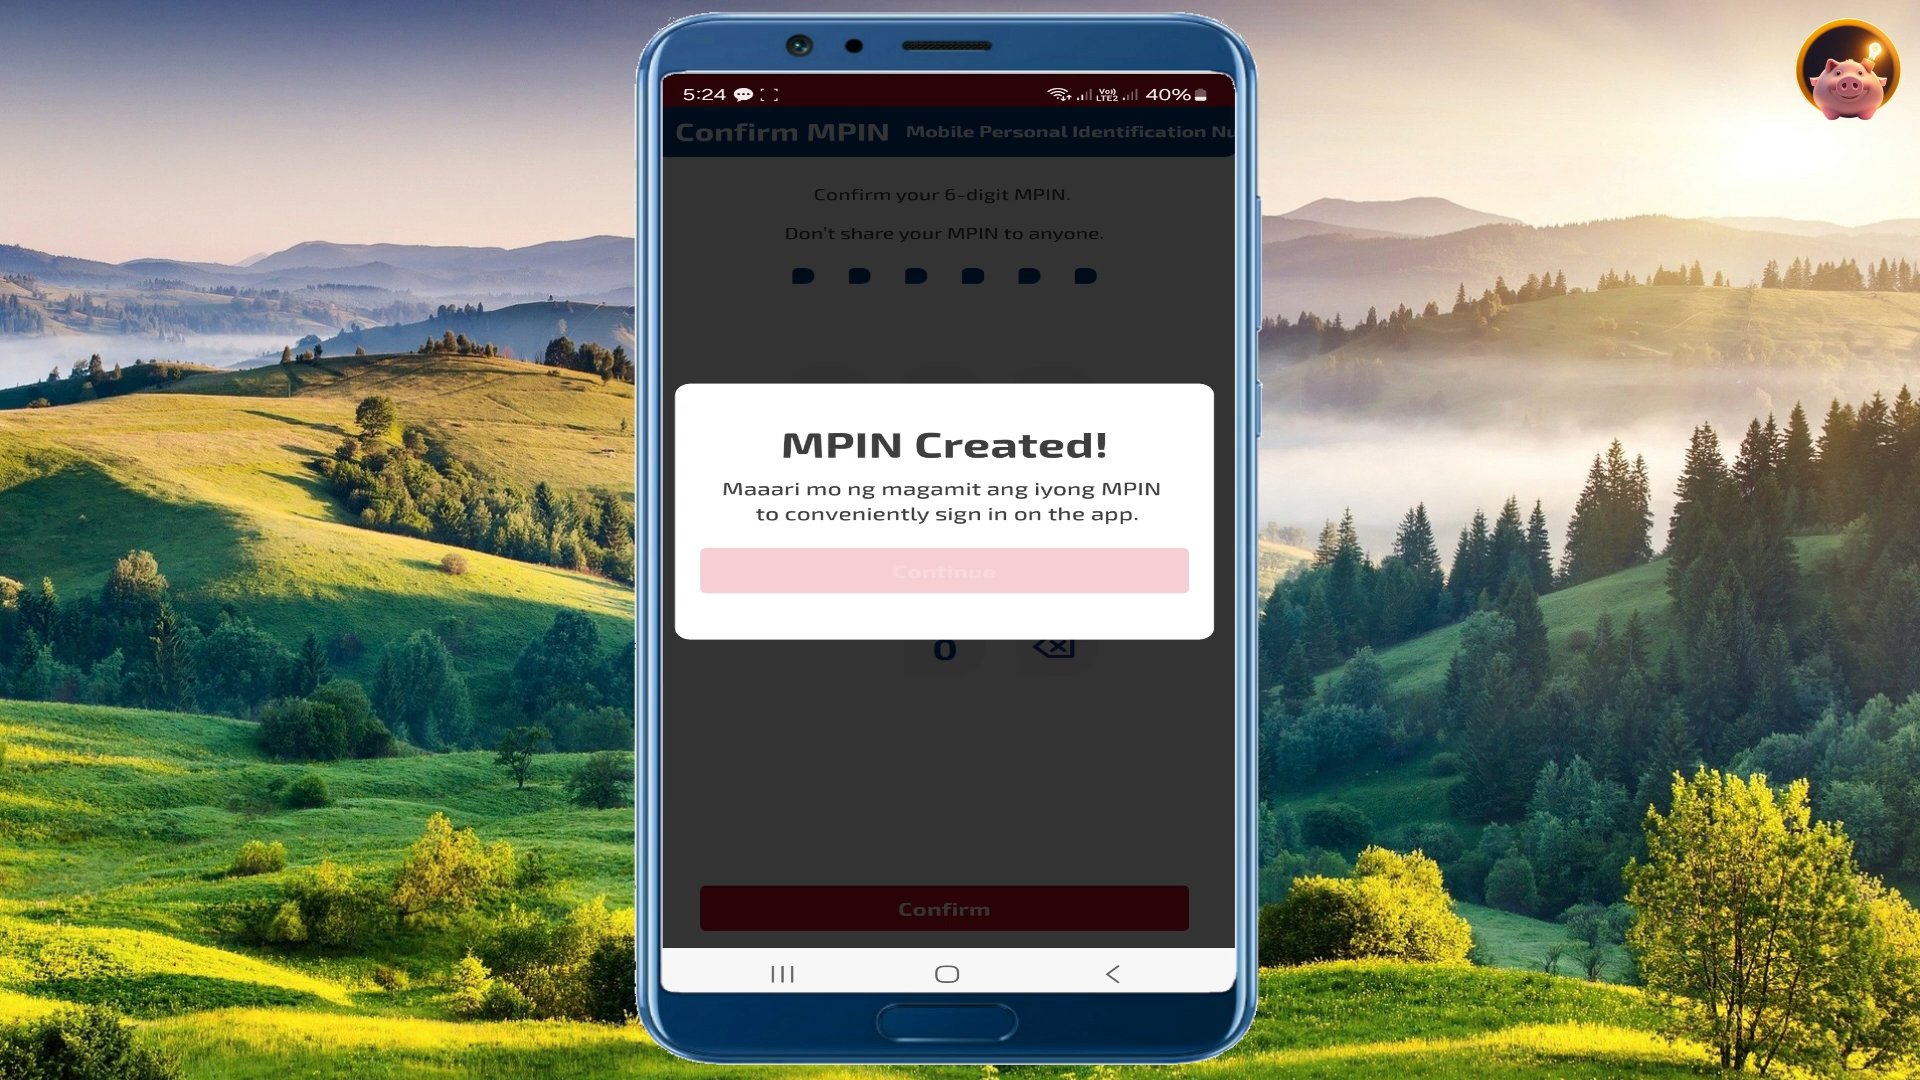 5:24
Vo)) LTE2 40%
Confirm MPIN Mobile Personal Identification Nu
Confirm your 6-digit MPIN.
Don't share your MPIN to anyone.
MPIN Created!
Maaari mo ng magamit ang iyong MPIN
to conveniently sign in on the app.
Continue
0
Confirm